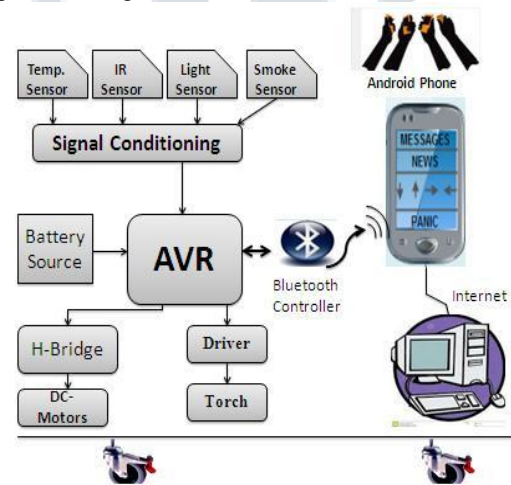 Temp.
Sensor
IR
Sensor
Light
Sensor
Smoke
Sensor
Android Phone
Signal Conditioning
MESSAGES
NEWS
PANIC
Battery
Source
AVR
Bluetooth
Controller
Internet
H-Bridge
Driver
DC-
Motors
Torch